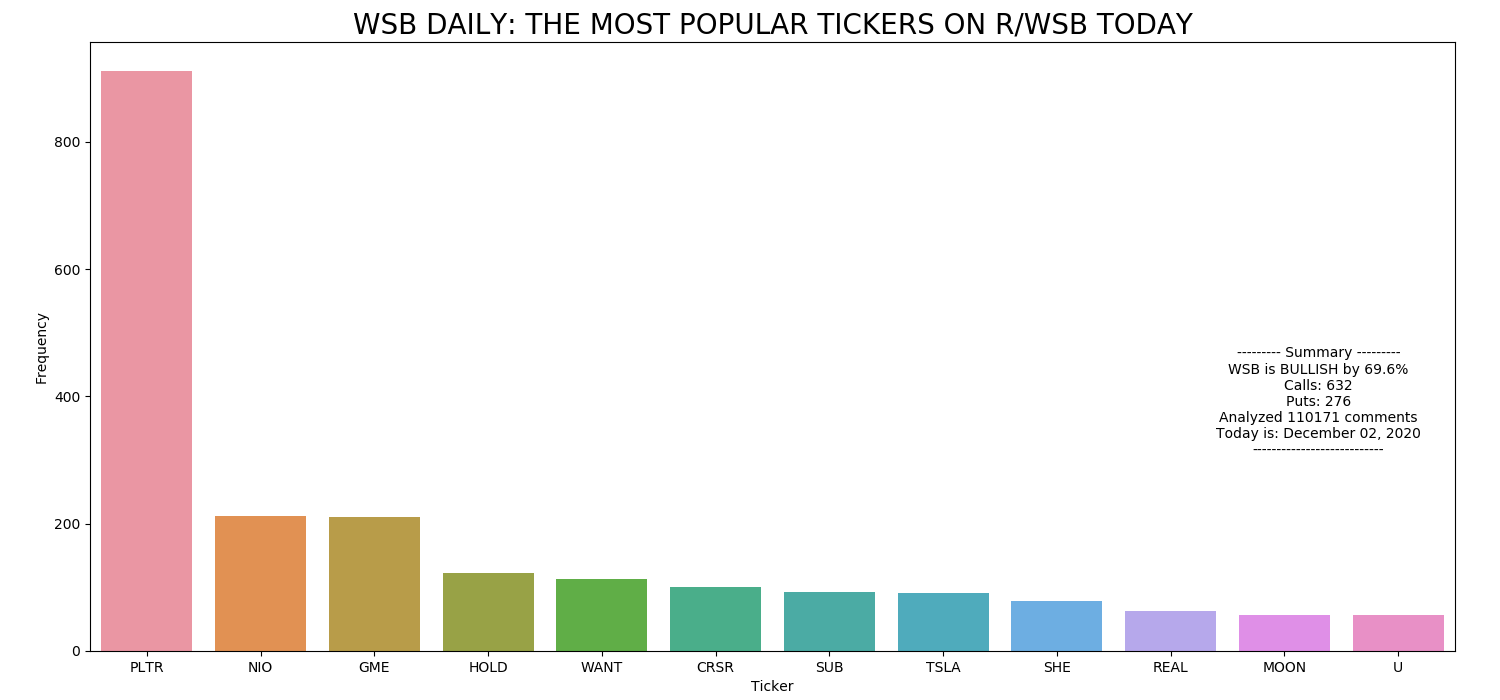 WSB DAILY: THE MOST POPULAR TICKERS ON R/WSB TODAY
Frequency
800
600
400
200
0
--------- Summary ---------
WSB is BULLISH by 69.6%
Calls: 632
Puts: 276
Analyzed 110171 comments
Today is: December 02, 2020
---------------------------
PLTR NIO GME HOLD WANT CRSR SUB TSLA SHE REAL MOON U
Ticker